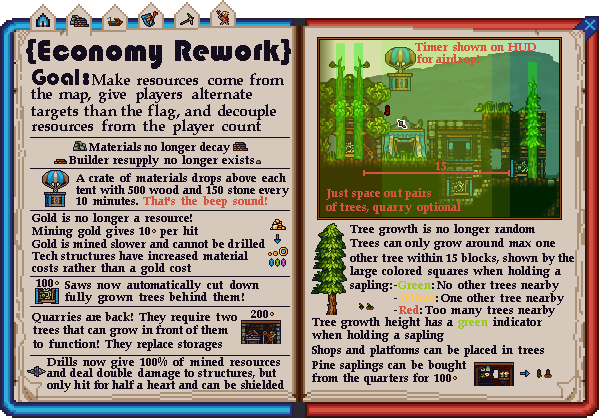 {Economy Rework}
Goal: Make resources come from
the map, give players alternate
targets than the flag, and decouple
resources from the player count
Materials no longer decay
Builder resupply no longer exists
A crate of materials drops above each
tent with 500 wood and 150 stone every
10 minutes. That's the beep sound!
Gold is no longer a resource!
Mining gold gives 10 per hit
Gold is mined slower and cannot be drilled
Tech structures have increased material
costs rather than a gold cost
100
Saws now automatically cut down
fully grown trees behind them!
Quarries are back! They require two
trees that can grow in front of them
to function! They replace storages
200
Drills now give 100% of mined resources
and deal double damage to structures, but
only hit for half a heart and can be shielded
Timer shown on HUD
for airdrop!
15
Just space out pairs
of trees, quarry optional
Tree growth is no longer random
Trees can only grow around max one
other tree within 15 blocks, shown by the
large colored squares when holding a
sapling: -Green: No other trees nearby
-Yellow: One other tree nearby
-Red: Too many trees nearby
Tree growth height has a green indicator
when holding a sapling
Shops and platforms can be placed in trees
Pine saplings can be bought
from the quarters for 100